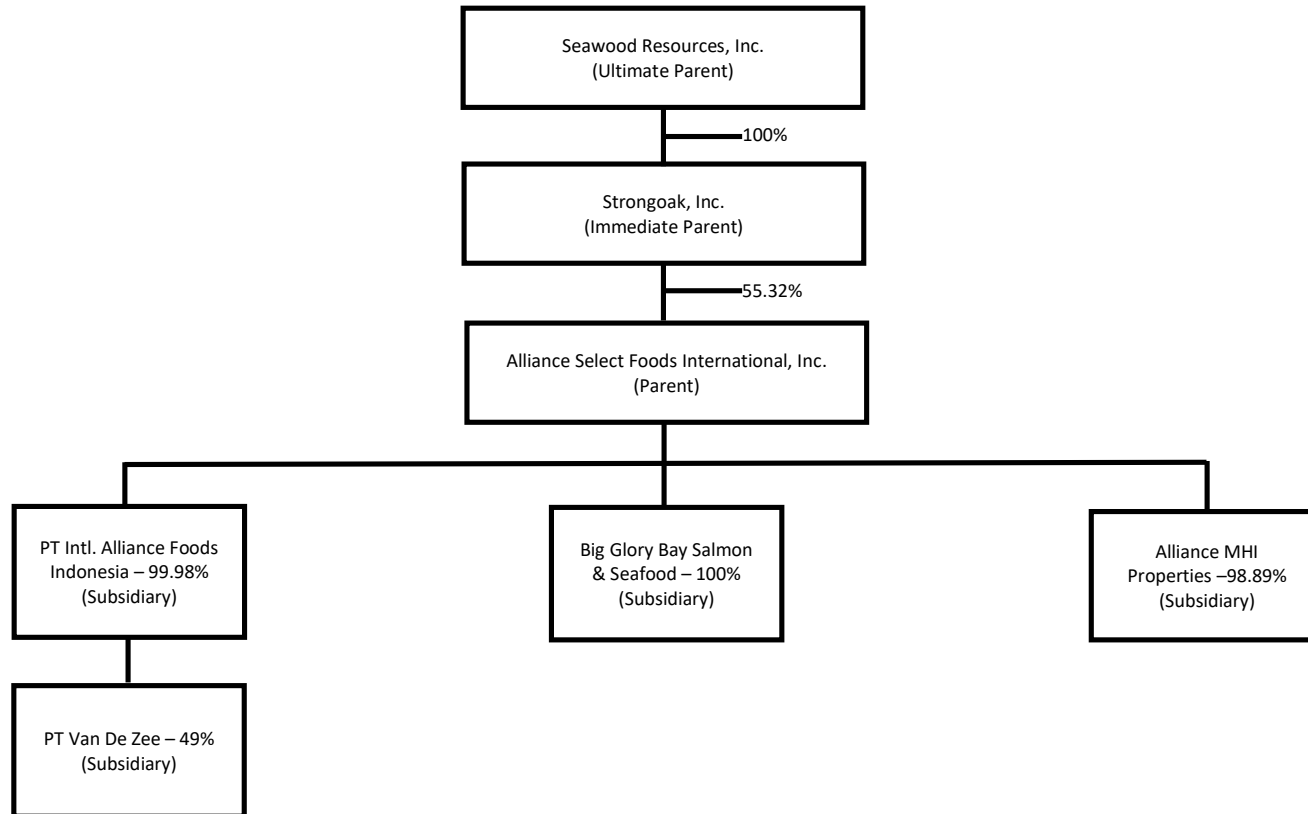 Seawood Resources, Inc.
(Ultimate Parent)
100%
Strongoak, Inc.
(Immediate Parent)
55.32%
Alliance Select Foods International, Inc.
(Parent)
PT Intl. Alliance Foods
Indonesia – 99.98%
(Subsidiary)
Big Glory Bay Salmon
& Seafood – 100%
(Subsidiary)
Alliance MHI
Properties –98.89%
(Subsidiary)
PT Van De Zee – 49%
(Subsidiary)